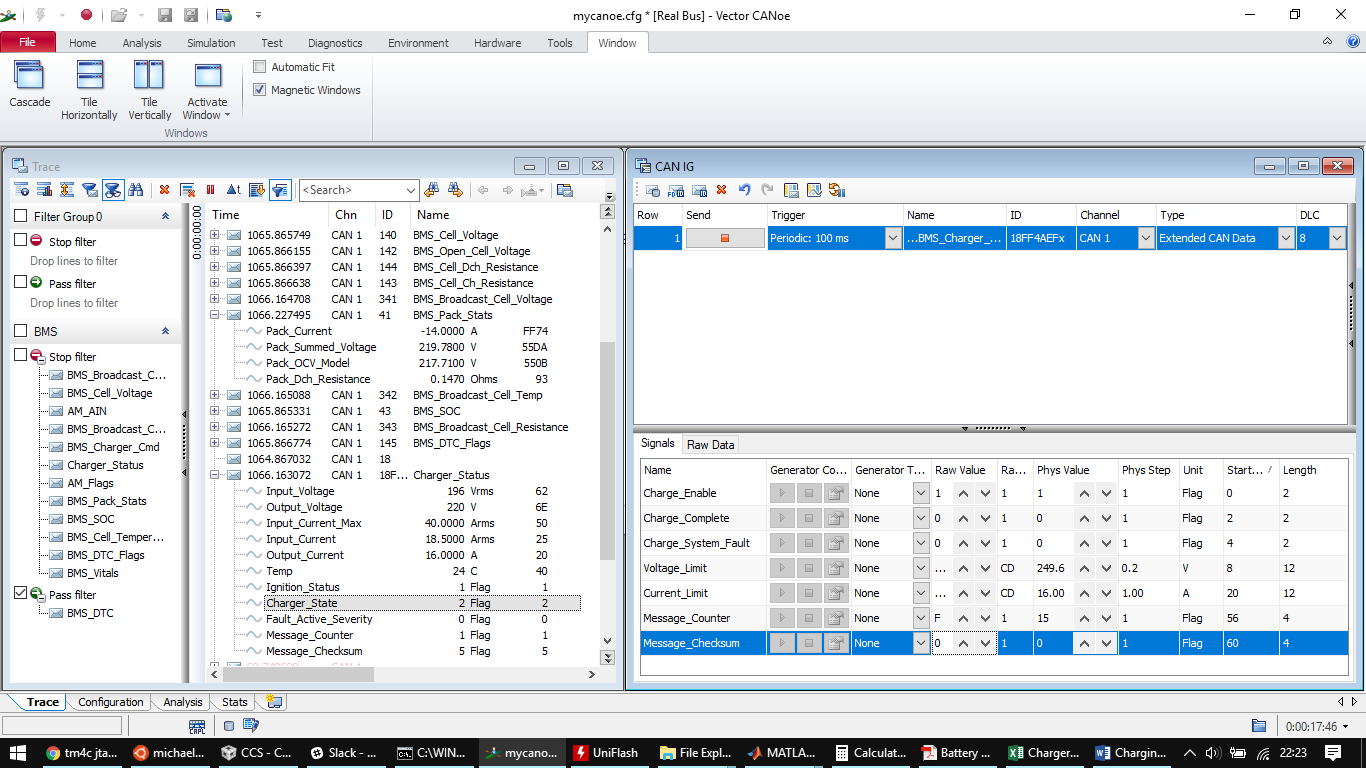 mycanoe.cfg * [Real Bus] - Vector CANoe
File Home Analysis Simulation Test Diagnostics Environment Hardware Tools Window
Cascade
Tile Horizontally
Tile Vertically
Activate Window
Automatic Fit
Magnetic Windows
Windows
Trace
<Search>
Filter Group 0
Stop filter
Drop lines to filter
Pass filter
Drop lines to filter
BMS
Stop filter
BMS_Broadcast_C...
BMS_Cell_Voltage
AM_AIN
BMS_Broadcast_C...
BMS_Charger_Cmd
Charger_Status
AM_Flags
BMS_Pack_Stats
BMS_SOC
BMS_Cell_Temper...
BMS_DTC_Flags
BMS_Vitals
Pass filter
BMS_DTC
0:00:00:00
Time Chn ID Name
1065.865749 CAN 1 140 BMS_Cell_Voltage
1065.866155 CAN 1 142 BMS_Open_Cell_Voltage
1065.866397 CAN 1 144 BMS_Cell_Dch_Resistance
1065.866638 CAN 1 143 BMS_Cell_Ch_Resistance
1066.164708 CAN 1 341 BMS_Broadcast_Cell_Voltage
1066.227495 CAN 1 41 BMS_Pack_Stats
Pack_Current -14.0000 A FF74
Pack_Summed_Voltage 219.7800 V 55DA
Pack_OCV_Model 217.7100 V 550B
Pack_Dch_Resistance 0.1470 Ohms 93
1066.165088 CAN 1 342 BMS_Broadcast_Cell_Temp
1065.865331 CAN 1 43 BMS_SOC
1066.165272 CAN 1 343 BMS_Broadcast_Cell_Resistance
1065.866774 CAN 1 145 BMS_DTC_Flags
1064.867032 CAN 1 18
1066.163072 CAN 1 18F... Charger_Status
Input_Voltage 196 Vrms 62
Output_Voltage 220 V 6E
Input_Current_Max 40.0000 Arms 50
Input_Current 18.5000 Arms 25
Output_Current 16.0000 A 20
Temp 24 C 40
Ignition_Status 1 Flag 1
Charger_State 2 Flag 2
Fault_Active_Severity 0 Flag 0
Message_Counter 1 Flag 1
Message_Checksum 5 Flag 5
CAN IG
Row Send Trigger Name ID Channel Type DLC
1 Periodic: 100 ms ...BMS_Charger_... 18FF4AEFx CAN 1 Extended CAN Data 8
Signals Raw Data
Name Generator Co... Generator T... Raw Value Ra... Phys Value Phys Step Unit Start... / Length
Charge_Enable None 1 1 1 1 Flag 0 2
Charge_Complete None 0 1 0 1 Flag 2 2
Charge_System_Fault None 0 1 0 1 Flag 4 2
Voltage_Limit None ... CD 249.6 0.2 V 8 12
Current_Limit None ... CD 16.00 1.00 A 20 12
Message_Counter None F 1 15 1 Flag 56 4
Message_Checksum None 0 1 0 1 Flag 60 4
Trace Configuration Analysis Stats
CAPL
0:00:17:46
tm4c jta... michael... CCS - C... Slack - ... C:\WIN... mycano... UniFlash File Expl... MATLA... Calculat... Battery ... Charger... Chargin... 22:23